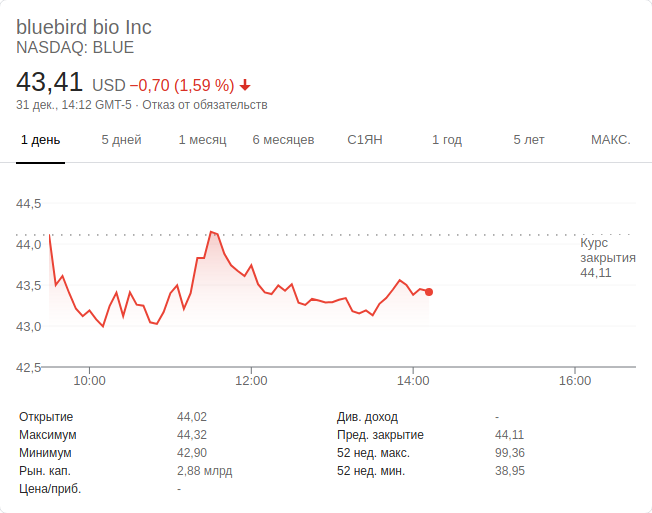 bluebird bio Inc
NASDAQ: BLUE
43,41 USD −0,70 (1,59 %)
31 дек., 14:12 GMT-5 · Отказ от обязательств
1 день 5 дней 1 месяц 6 месяцев С1ЯН 1 год 5 лет МАКС.
44,5
44,0
43,5
43,0
42,5
Курс
закрытия
44,11
10:00 12:00 14:00 16:00
Открытие 44,02 Див. доход -
Максимум 44,32 Пред. закрытие 44,11
Минимум 42,90 52 нед. макс. 99,36
Рын. кап. 2,88 млрд 52 нед. мин. 38,95
Цена/приб. -